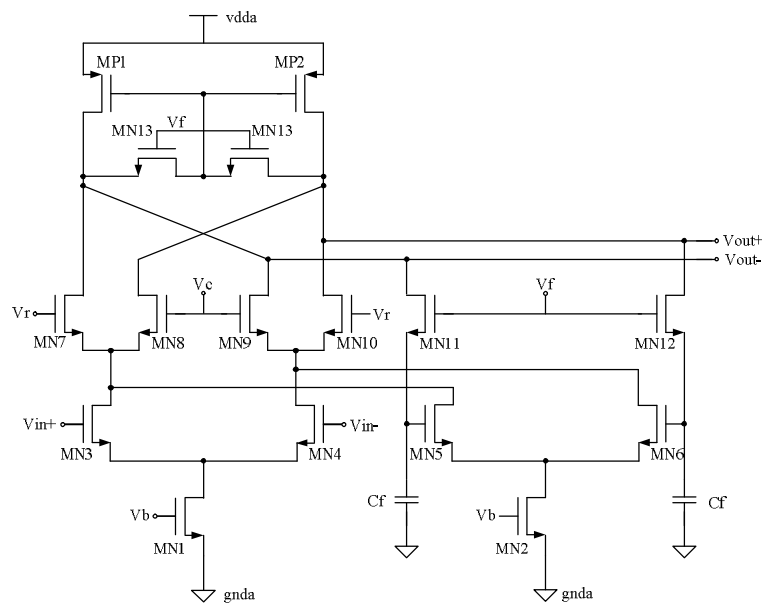 vdda
MP1
MP2
MN13
Vf
MN13
Vout+
Vout-
Vc
Vf
Vr
Vr
MN7
MN8
MN9
MN10
MN11
MN12
Vin+
Vin-
MN3
MN4
MN5
MN6
Cf
Cf
Vb
Vb
MN1
MN2
gnda
gnda